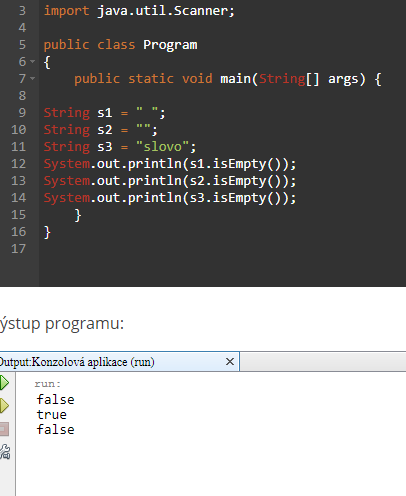 3 import java.util.Scanner;
4
5 public class Program
6 {
7 public static void main(String[] args) {
8
9 String s1 = " ";
10 String s2 = "";
11 String s3 = "slovo";
12 System.out.println(s1.isEmpty());
13 System.out.println(s2.isEmpty());
14 System.out.println(s3.isEmpty());
15 }
16 }
17
ýstup programu:
Output:Konzolová aplikace (run)
run:
false
true
false